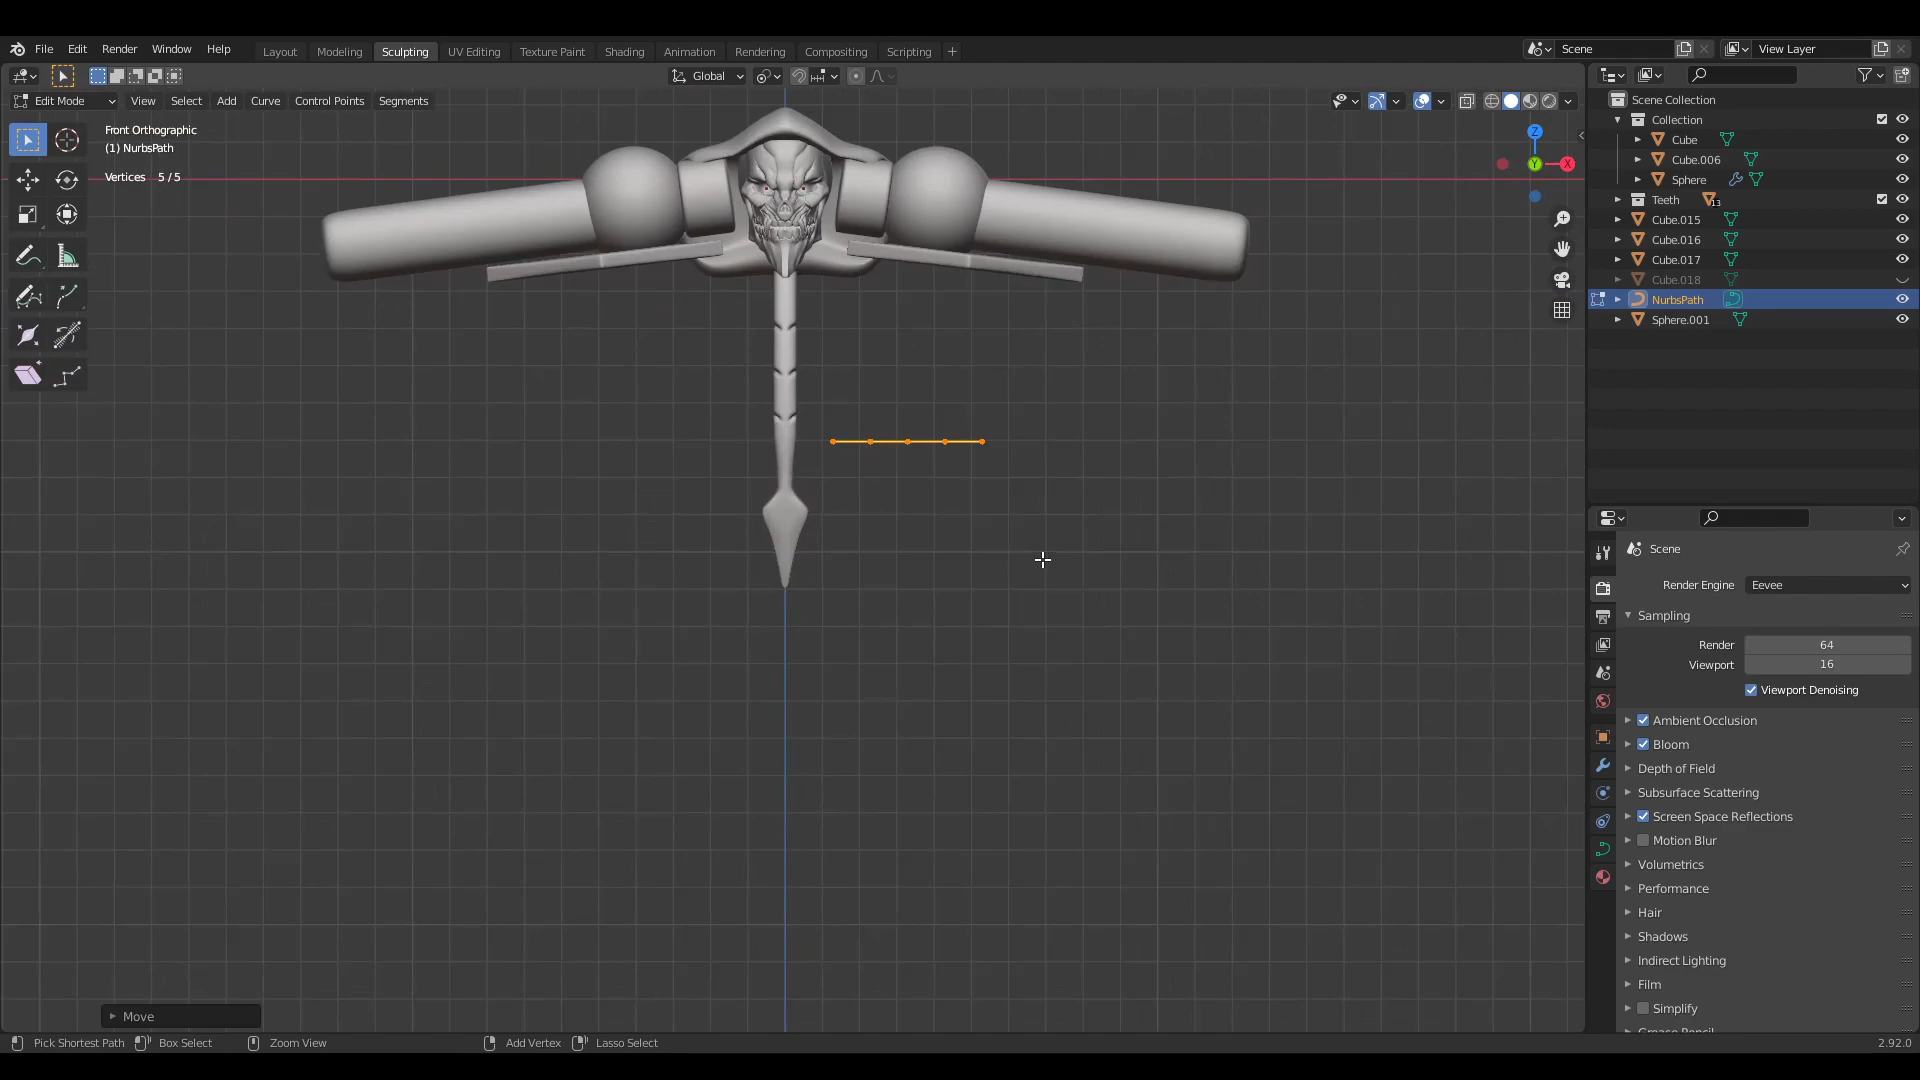 File Edit Render Window Help Layout Modeling Sculpting UV Editing Texture Paint Shading Animation Rendering Compositing Scripting + Scene View Layer
Global
Edit Mode View Select Add Curve Control Points Segments
Front Orthographic
(1) NurbsPath
Vertices 5 / 5
Z
Y
X
Scene Collection
Collection
Cube
Cube.006
Sphere
Teeth 13
Cube.015
Cube.016
Cube.017
Cube.018
NurbsPath
Sphere.001
Scene
Render Engine Eevee
Sampling
Render 64
Viewport 16
Viewport Denoising
Ambient Occlusion
Bloom
Depth of Field
Subsurface Scattering
Screen Space Reflections
Motion Blur
Volumetrics
Performance
Hair
Shadows
Indirect Lighting
Film
Simplify
Grease Pencil
Move
Pick Shortest Path Box Select Zoom View Add Vertex Lasso Select 2.92.0